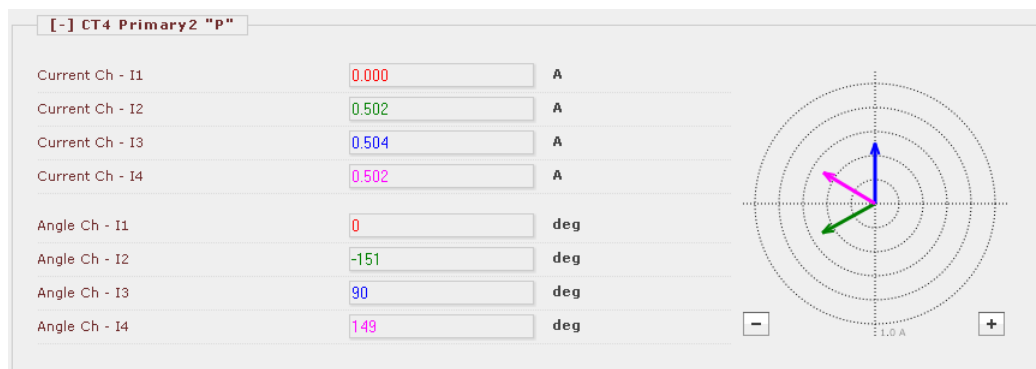 [-] CT4 Primary2 "P"
Current Ch - I1 0.000 A
Current Ch - I2 0.502 A
Current Ch - I3 0.504 A
Current Ch - I4 0.502 A
Angle Ch - I1 0 deg
Angle Ch - I2 -151 deg
Angle Ch - I3 90 deg
Angle Ch - I4 149 deg
- +
1.0 A